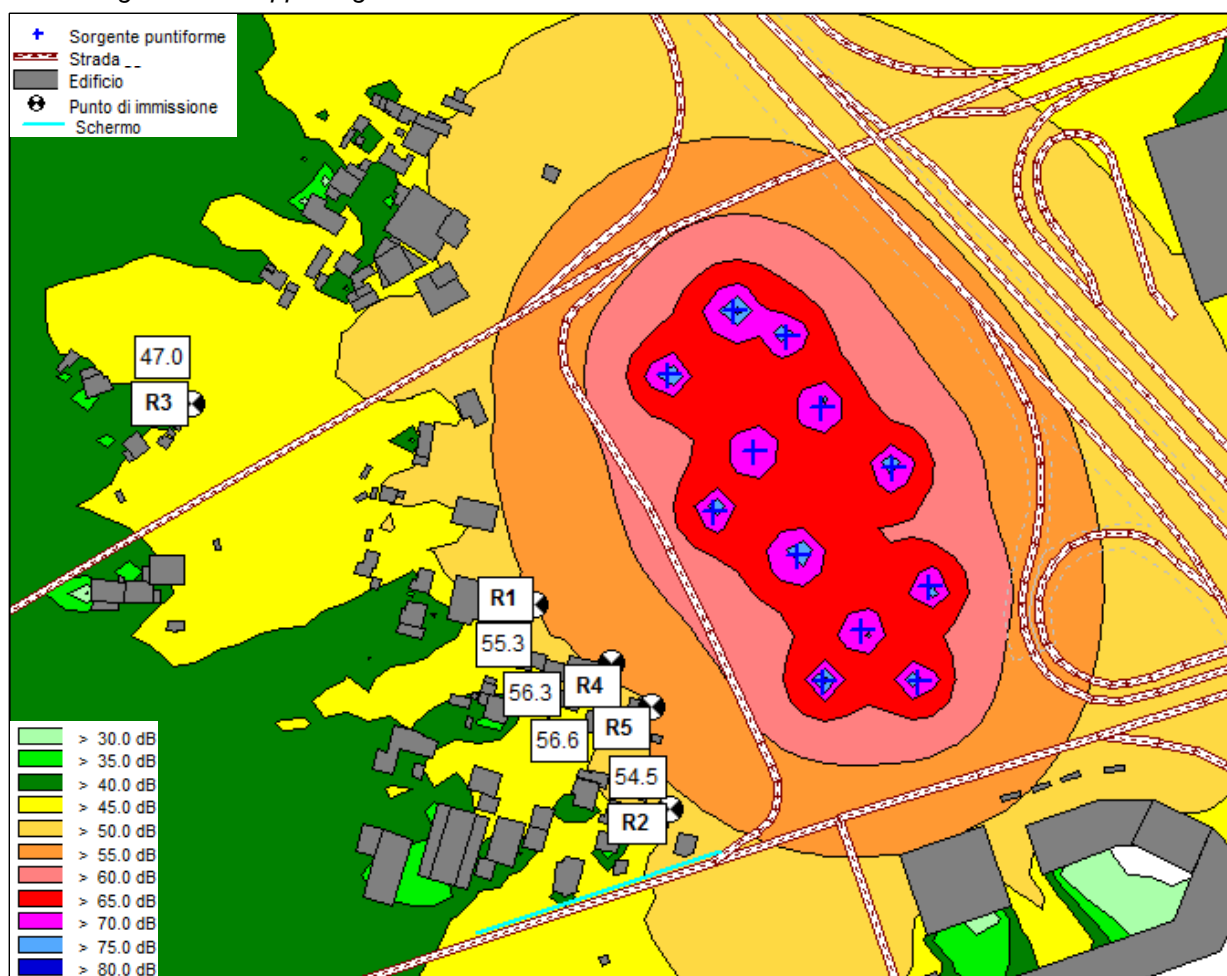 Sorgente puntiforme
Strada _ _
Edificio
Punto di immissione
Schermo
47.0
R3
R1
55.3
R4
56.3
R5
56.6
54.5
R2
> 30.0 dB
> 35.0 dB
> 40.0 dB
> 45.0 dB
> 50.0 dB
> 55.0 dB
> 60.0 dB
> 65.0 dB
> 70.0 dB
> 75.0 dB
> 80.0 dB